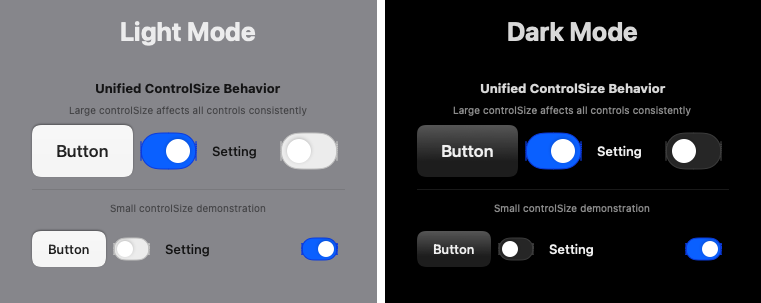 Light Mode
Unified ControlSize Behavior
Large controlSize affects all controls consistently
Button
Setting
Small controlSize demonstration
Button
Setting
Dark Mode
Unified ControlSize Behavior
Large controlSize affects all controls consistently
Button
Setting
Small controlSize demonstration
Button
Setting